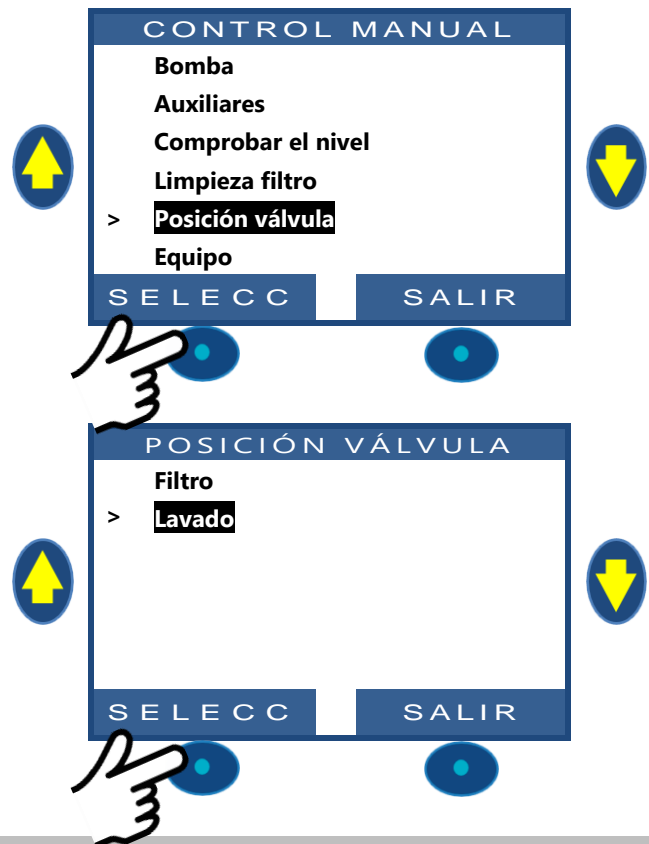 CONTROL MANUAL
Bomba
Auxiliares
Comprobar el nivel
Limpieza filtro
> Posición válvula
Equipo
SELECC SALIR
POSICIÓN VÁLVULA
Filtro
> Lavado
SELECC SALIR